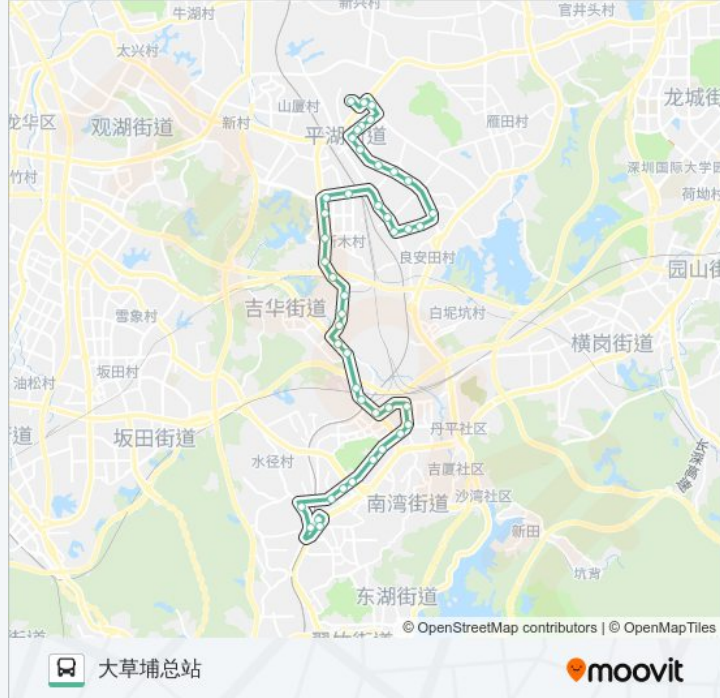 新兴村
牛湖村
官井头村
太兴村
龙城街
山厦村
龙华区
观湖街道
新村
平湖街道
雁田村
竹村
深圳国际大学园
荷坳村
木村
良安田村
园山街
吉华街道
雪象村
白坭坑村
横岗街道
坂田村
油松村
街道
坂田街道
丹平社区
水径村
长深高速
吉厦社区
南湾街道
沙湾社区
新田
坑背
东湖街道
© OpenStreetMap contributors | © OpenMapTiles
大草埔总站
moovit